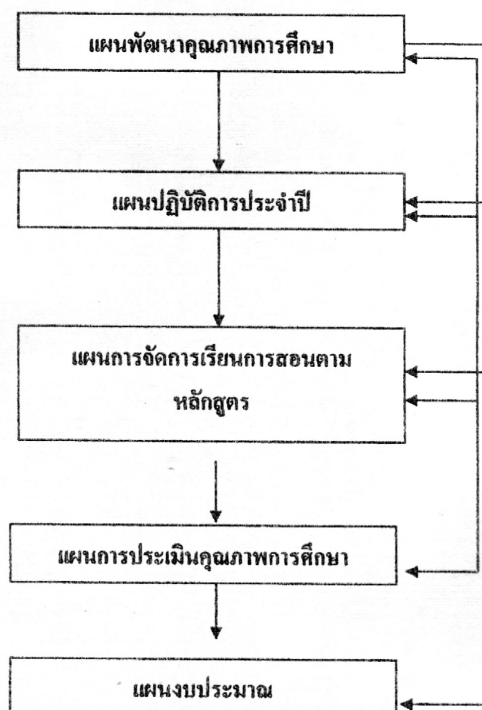 แผนพัฒนาคุณภาพการศึกษา
แผนปฏิบัติการประจำปี
แผนการจัดการเรียนการสอนตาม
หลักสูตร
แผนการประเมินคุณภาพการศึกษา
แผนงบประมาณ